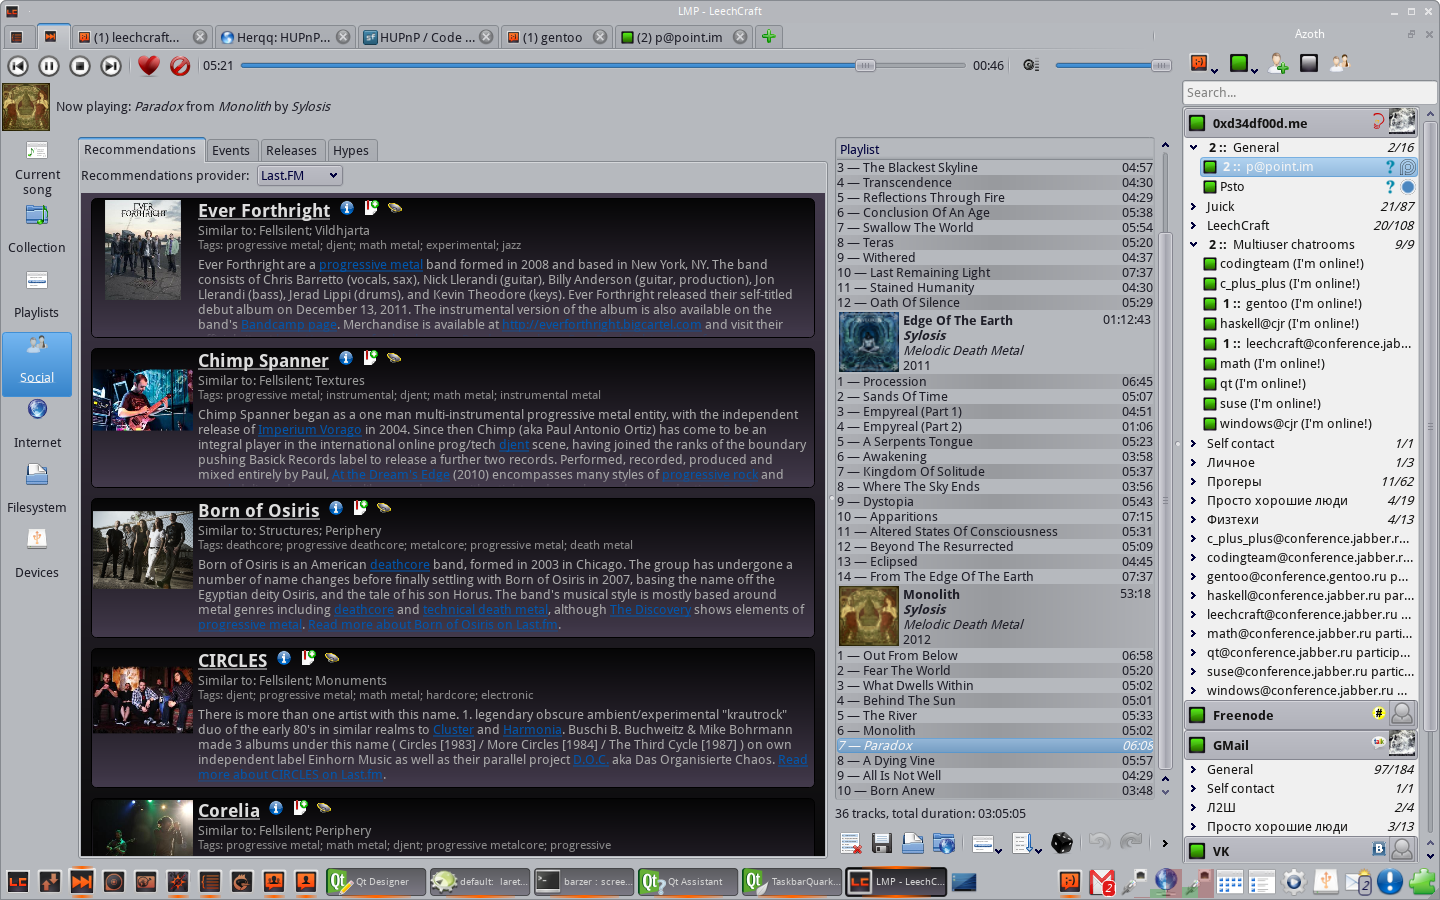 LMP - LeechCraft
(1) leechcraft...
Herqq: HUPnP...
HUPnP / Code ...
(1) gentoo
(2) p@point.im
Azoth
05:21
00:46
Search...
Now playing: Paradox from Monolith by Sylosis
Current song
Collection
Playlists
Social
Internet
Filesystem
Devices
Recommendations
Events
Releases
Hypes
Recommendations provider: Last.FM
Ever Forthright
Similar to: Fellsilent; Vildhjarta
Tags: progressive metal; djent; math metal; experimental; jazz
Ever Forthright are a progressive metal band formed in 2008 and based in New York, NY. The band
consists of Chris Barretto (vocals, sax), Nick Llerandi (guitar), Billy Anderson (guitar, production), Jon
Llerandi (bass), Jerad Lippi (drums), and Kevin Theodore (keys). Ever Forthright released their self-titled
debut album on December 13, 2011. The instrumental version of the album is also available on the
band's Bandcamp page. Merchandise is available at http://everforthright.bigcartel.com and visit their
Chimp Spanner
Similar to: Fellsilent; Textures
Tags: progressive metal; instrumental; djent; math metal; instrumental metal
Chimp Spanner began as a one man multi-instrumental progressive metal entity, with the independent
release of Imperium Vorago in 2004. Since then Chimp (aka Paul Antonio Ortiz) has come to be an
integral player in the international online prog/tech djent scene, having joined the ranks of the boundary
pushing Basick Records label to release a further two records. Performed, recorded, produced and
mixed entirely by Paul, At the Dream's Edge (2010) encompasses many styles of progressive rock and
Born of Osiris
Similar to: Structures; Periphery
Tags: deathcore; progressive deathcore; metalcore; progressive metal; death metal
Born of Osiris is an American deathcore band, formed in 2003 in Chicago. The group has undergone a
number of name changes before finally settling with Born of Osiris in 2007, basing the name off the
Egyptian deity Osiris, and the tale of his son Horus. The band's musical style is mostly based around
metal genres including deathcore and technical death metal, although The Discovery shows elements of
progressive metal. Read more about Born of Osiris on Last.fm.
CIRCLES
Similar to: Fellsilent; Monuments
Tags: djent; progressive metal; math metal; hardcore; electronic
There is more than one artist with this name. 1. legendary obscure ambient/experimental "krautrock"
duo of the early 80's in similar realms to Cluster and Harmonia. Buschi B. Buchweitz & Mike Bohrmann
made 3 albums under this name ( Circles [1983] / More Circles [1984] / The Third Cycle [1987] ) on own
independent label Einhorn Music as well as their parallel project D.O.C. aka Das Organisierte Chaos. Read
more about CIRCLES on Last.fm.
Corelia
Similar to: Fellsilent; Periphery
Tags: progressive metal; math metal; djent; progressive metalcore; progressive
Playlist
3 — The Blackest Skyline 04:57
4 — Transcendence 04:30
5 — Reflections Through Fire 04:29
6 — Conclusion Of An Age 05:38
7 — Swallow The World 05:54
8 — Teras 05:20
9 — Withered 04:37
10 — Last Remaining Light 07:37
11 — Stained Humanity 04:30
12 — Oath Of Silence 05:29
Edge Of The Earth 01:12:43
Sylosis
Melodic Death Metal
2011
1 — Procession 06:45
2 — Sands Of Time 05:07
3 — Empyreal (Part 1) 04:51
4 — Empyreal (Part 2) 01:06
5 — A Serpents Tongue 05:23
6 — Awakening 03:58
7 — Kingdom Of Solitude 05:37
8 — Where The Sky Ends 03:56
9 — Dystopia 05:43
10 — Apparitions 07:15
11 — Altered States Of Consciousness 05:31
12 — Beyond The Resurrected 05:09
13 — Eclipsed 04:45
14 — From The Edge Of The Earth 07:37
Monolith 53:18
Sylosis
Melodic Death Metal
2012
1 — Out From Below 06:58
2 — Fear The World 05:20
3 — What Dwells Within 05:02
4 — Behind The Sun 05:01
5 — The River 05:33
6 — Monolith 05:02
7 — Paradox 06:08
8 — A Dying Vine 05:57
9 — All Is Not Well 04:29
10 — Born Anew 03:48
36 tracks, total duration: 03:05:05
0xd34df00d.me
2 :: General 2/16
2 :: p@point.im
Psto
Juick 21/87
LeechCraft 20/108
2 :: Multiuser chatrooms 9/9
codingteam (I'm online!)
c_plus_plus (I'm online!)
1 :: gentoo (I'm online!)
haskell@cjr (I'm online!)
1 :: leechcraft@conference.jab...
math (I'm online!)
qt (I'm online!)
suse (I'm online!)
windows@cjr (I'm online!)
Self contact 1/1
Личное 1/3
Прогеры 11/62
Просто хорошие люди 4/19
Физтехи 4/13
c_plus_plus@conference.jabber.r...
codingteam@conference.jabber.r...
gentoo@conference.gentoo.ru p...
haskell@conference.jabber.ru par...
leechcraft@conference.jabber.ru ...
math@conference.jabber.ru parti...
qt@conference.jabber.ru particip...
suse@conference.jabber.ru partic...
windows@conference.jabber.ru ...
Freenode
GMail
General 97/184
Self contact 1/1
Л2Ш 2/4
Просто хорошие люди 3/13
VK
Qt Designer
default: laret...
barzer : scree...
Qt Assistant
TaskbarQuark...
LMP - LeechC...
2
2